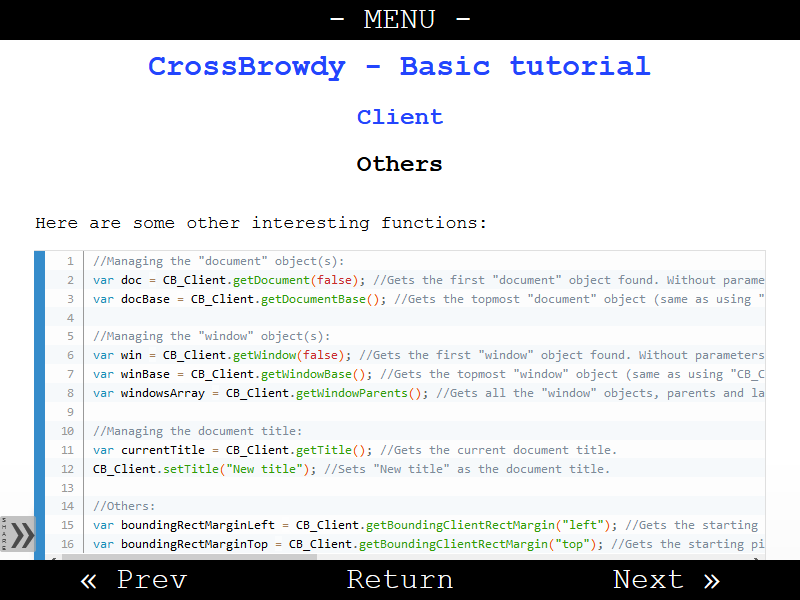 - MENU -
CrossBrowdy - Basic tutorial
Client
Others
Here are some other interesting functions:
1 //Managing the "document" object(s):
2 var doc = CB_Client.getDocument(false); //Gets the first "document" object found. Without parame
3 var docBase = CB_Client.getDocumentBase(); //Gets the topmost "document" object (same as using "
4
5 //Managing the "window" object(s):
6 var win = CB_Client.getWindow(false); //Gets the first "window" object found. Without parameters
7 var winBase = CB_Client.getWindowBase(); //Gets the topmost "window" object (same as using "CB_C
8 var windowsArray = CB_Client.getWindowParents(); //Gets all the "window" objects, parents and la
9
10 //Managing the document title:
11 var currentTitle = CB_Client.getTitle(); //Gets the current document title.
12 CB_Client.setTitle("New title"); //Sets "New title" as the document title.
13
14 //Others:
15 var boundingRectMarginLeft = CB_Client.getBoundingClientRectMargin("left"); //Gets the starting
16 var boundingRectMarginTop = CB_Client.getBoundingClientRectMargin("top"); //Gets the starting pi
SHARE »
« Prev Return Next »